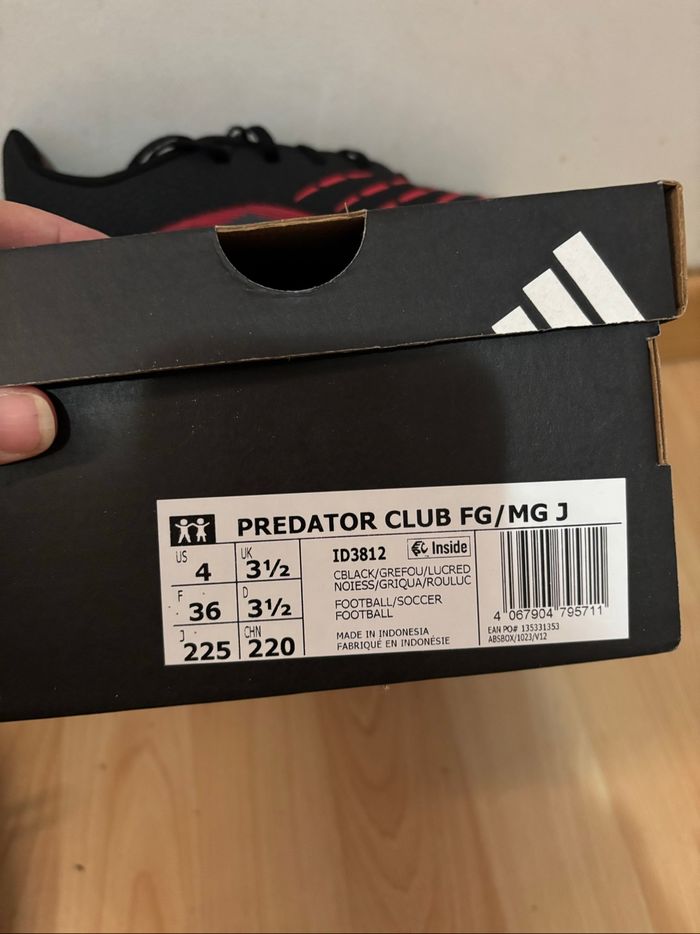 PREDATOR CLUB FG/MG J
US 4
UK 3½
F 36
D 3½
J 225
CHN 220
ID3812
Inside
CBLACK/GREFOU/LUCRED
NOIESS/GRIQUA/ROULUC
FOOTBALL/SOCCER
FOOTBALL
MADE IN INDONESIA
FABRIQUÉ EN INDONÉSIE
4 067904 795711
EAN PO# 135331353
ABSBOX/1023/V12